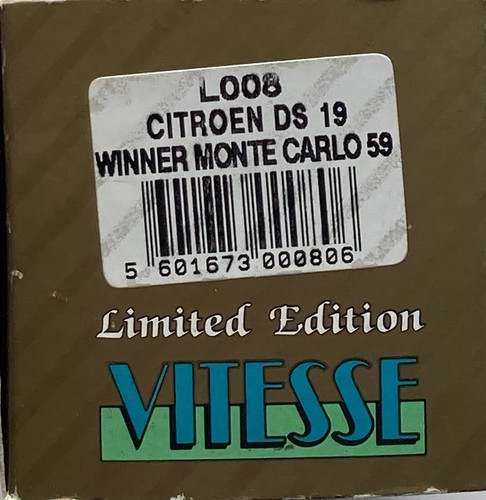 L008
CITROEN DS 19
WINNER MONTE CARLO 59
5 601673 000806
Limited Edition
VITESSE